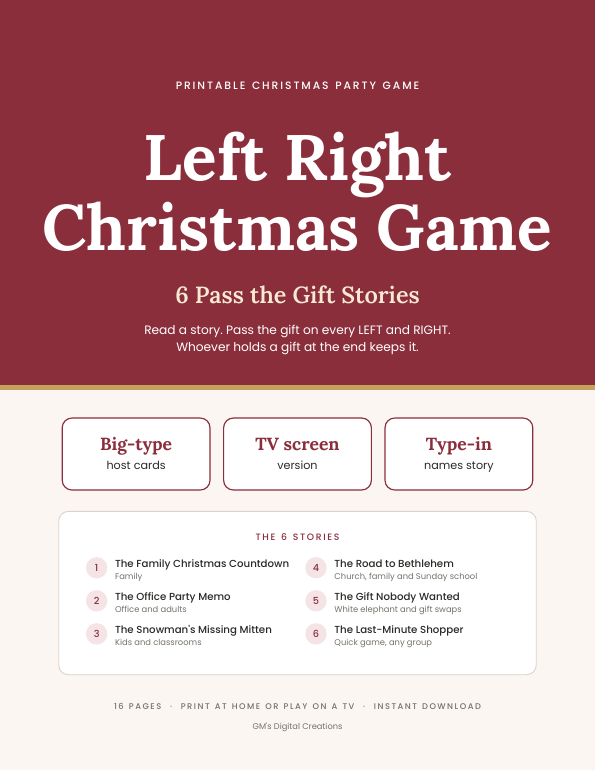 PRINTABLE CHRISTMAS PARTY GAME
Left Right
Christmas Game
6 Pass the Gift Stories
Read a story. Pass the gift on every LEFT and RIGHT.
Whoever holds a gift at the end keeps it.
Big-type
host cards
TV screen
version
Type-in
names story
THE 6 STORIES
1 The Family Christmas Countdown
Family
2 The Office Party Memo
Office and adults
3 The Snowman's Missing Mitten
Kids and classrooms
4 The Road to Bethlehem
Church, family and Sunday school
5 The Gift Nobody Wanted
White elephant and gift swaps
6 The Last-Minute Shopper
Quick game, any group
16 PAGES · PRINT AT HOME OR PLAY ON A TV · INSTANT DOWNLOAD
GM's Digital Creations